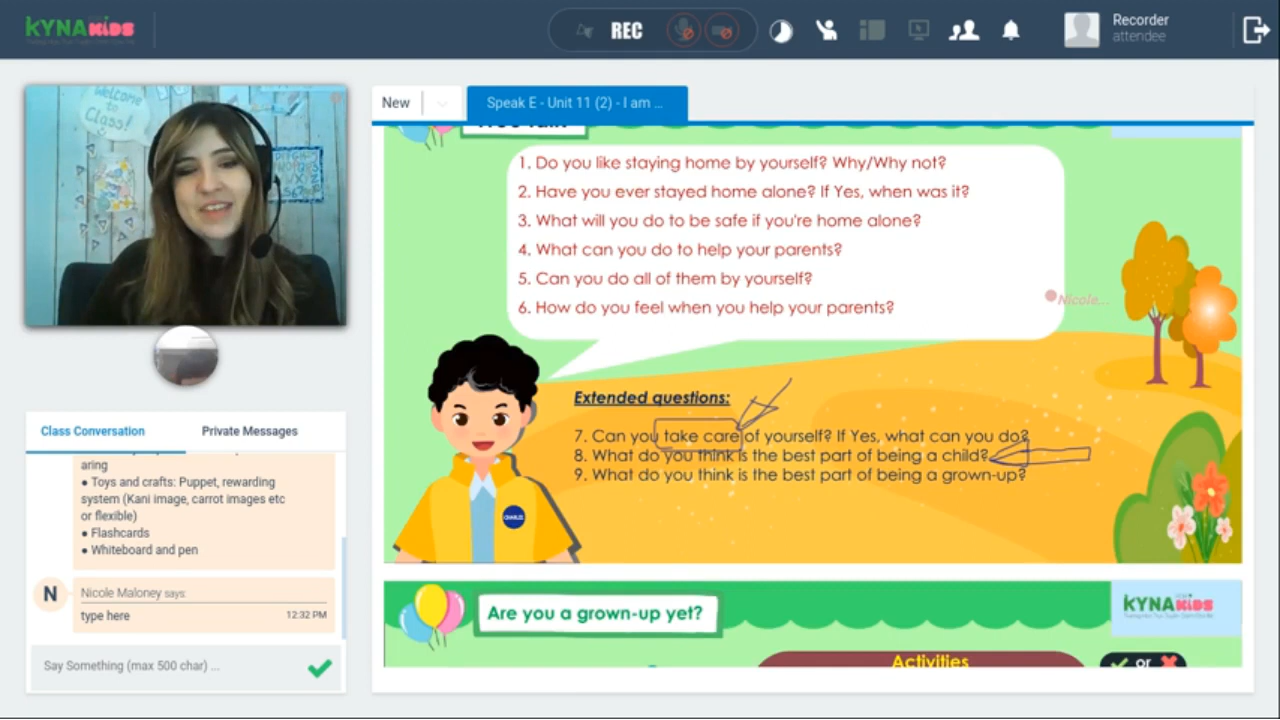 KYNA KIDS
REC
Recorder
attendee
Welcome
to
Class!
New
Speak E - Unit 11 (2) - I am ...
1. Do you like staying home by yourself? Why/Why not?
2. Have you ever stayed home alone? If Yes, when was it?
3. What will you do to be safe if you're home alone?
4. What can you do to help your parents?
5. Can you do all of them by yourself?
6. How do you feel when you help your parents?
Nicole...
Extended questions:
7. Can you take care of yourself? If Yes, what can you do?
8. What do you think is the best part of being a child?
9. What do you think is the best part of being a grown-up?
Are you a grown-up yet?
KYNA KIDS
Activities
or
Class Conversation
Private Messages
aring
● Toys and crafts: Puppet, rewarding
system (Kani image, carrot images etc
or flexible)
● Flashcards
● Whiteboard and pen
N
Nicole Maloney says:
type here
12:32 PM
Say Something (max 500 char) ...